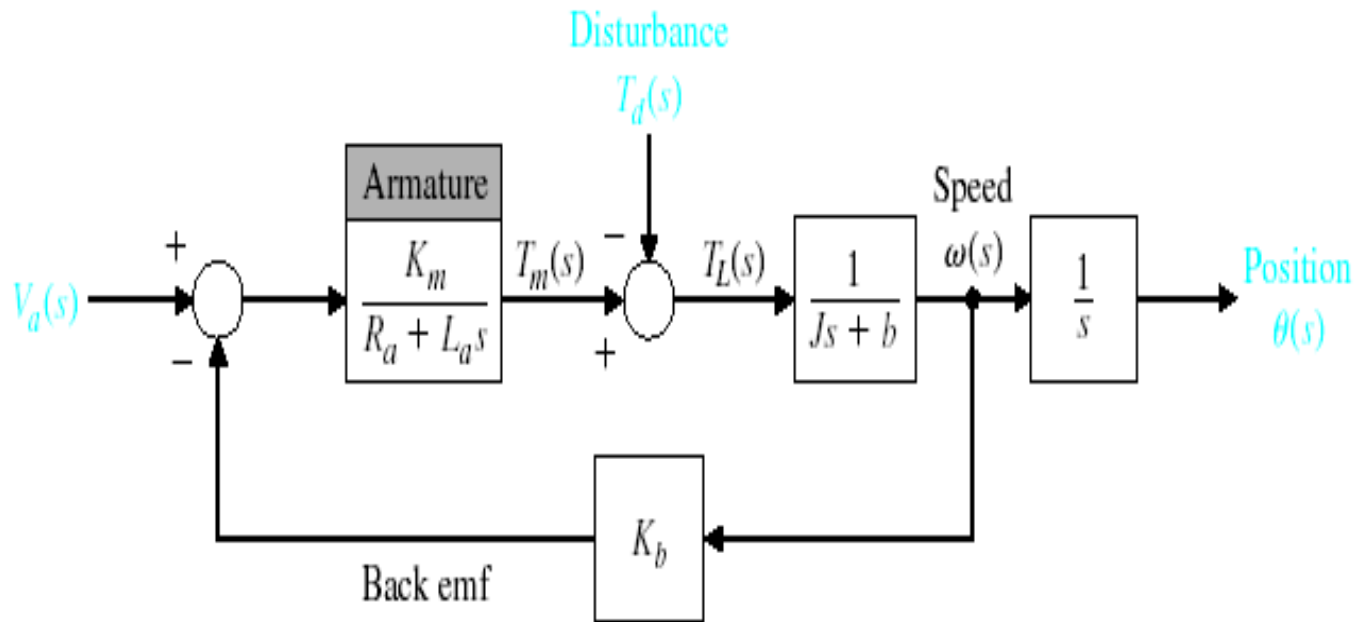 Disturbance
T_d(s)
Armature
Speed
+
−
K_m
T_m(s)
T_L(s)
1
ω(s)
1
Position
V_a(s)
R_a + L_a s
Js + b
s
θ(s)
−
+
K_b
Back emf